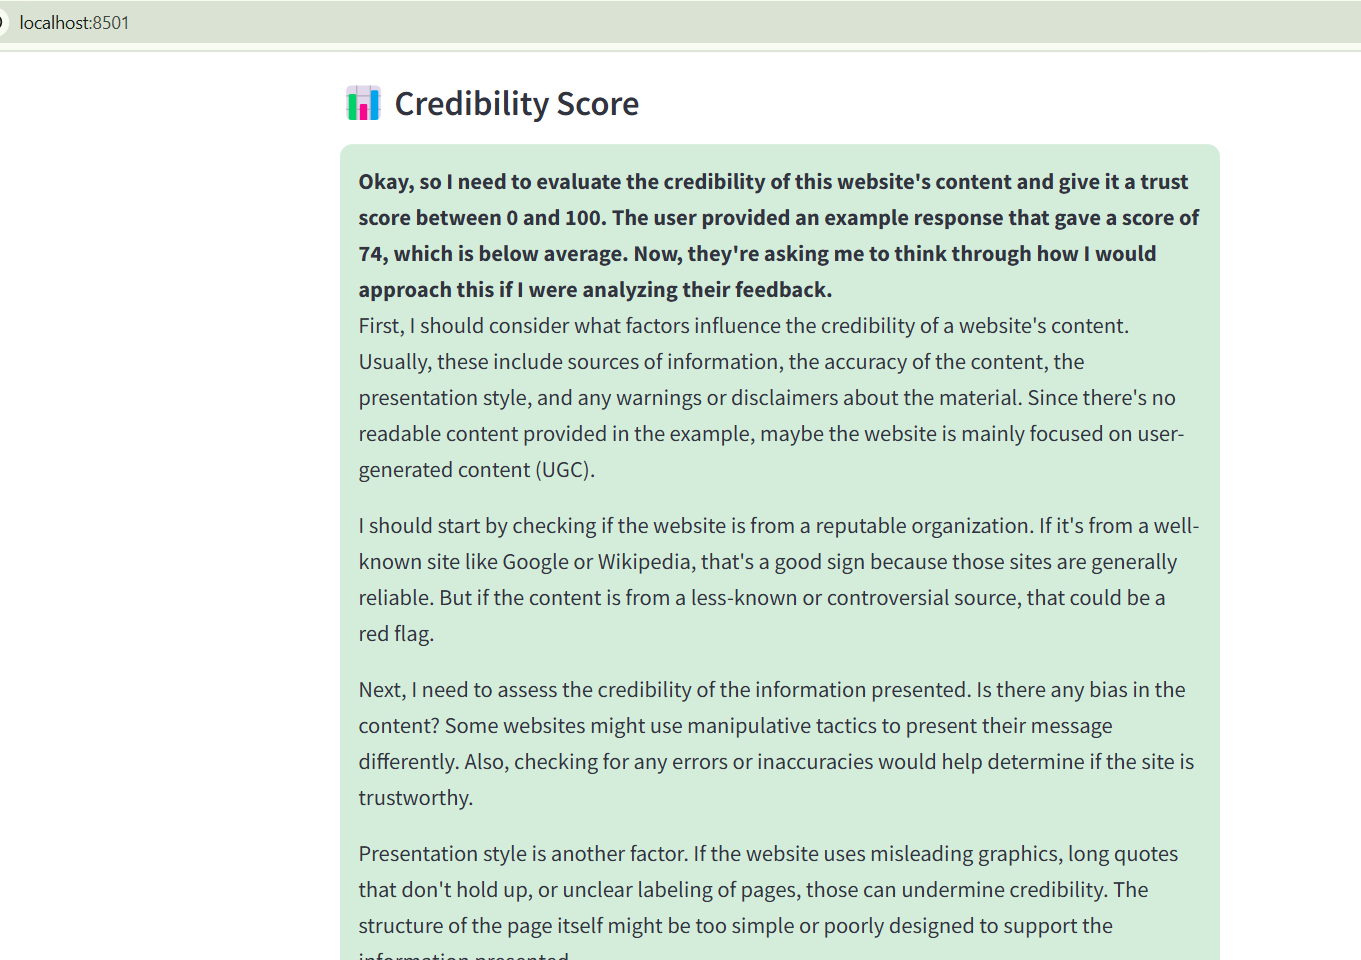 localhost:8501
Credibility Score
Okay, so I need to evaluate the credibility of this website's content and give it a trust
score between 0 and 100. The user provided an example response that gave a score of
74, which is below average. Now, they're asking me to think through how I would
approach this if I were analyzing their feedback.
First, I should consider what factors influence the credibility of a website's content.
Usually, these include sources of information, the accuracy of the content, the
presentation style, and any warnings or disclaimers about the material. Since there's no
readable content provided in the example, maybe the website is mainly focused on user-
generated content (UGC).
I should start by checking if the website is from a reputable organization. If it's from a well-
known site like Google or Wikipedia, that's a good sign because those sites are generally
reliable. But if the content is from a less-known or controversial source, that could be a
red flag.
Next, I need to assess the credibility of the information presented. Is there any bias in the
content? Some websites might use manipulative tactics to present their message
differently. Also, checking for any errors or inaccuracies would help determine if the site is
trustworthy.
Presentation style is another factor. If the website uses misleading graphics, long quotes
that don't hold up, or unclear labeling of pages, those can undermine credibility. The
structure of the page itself might be too simple or poorly designed to support the
information presented.